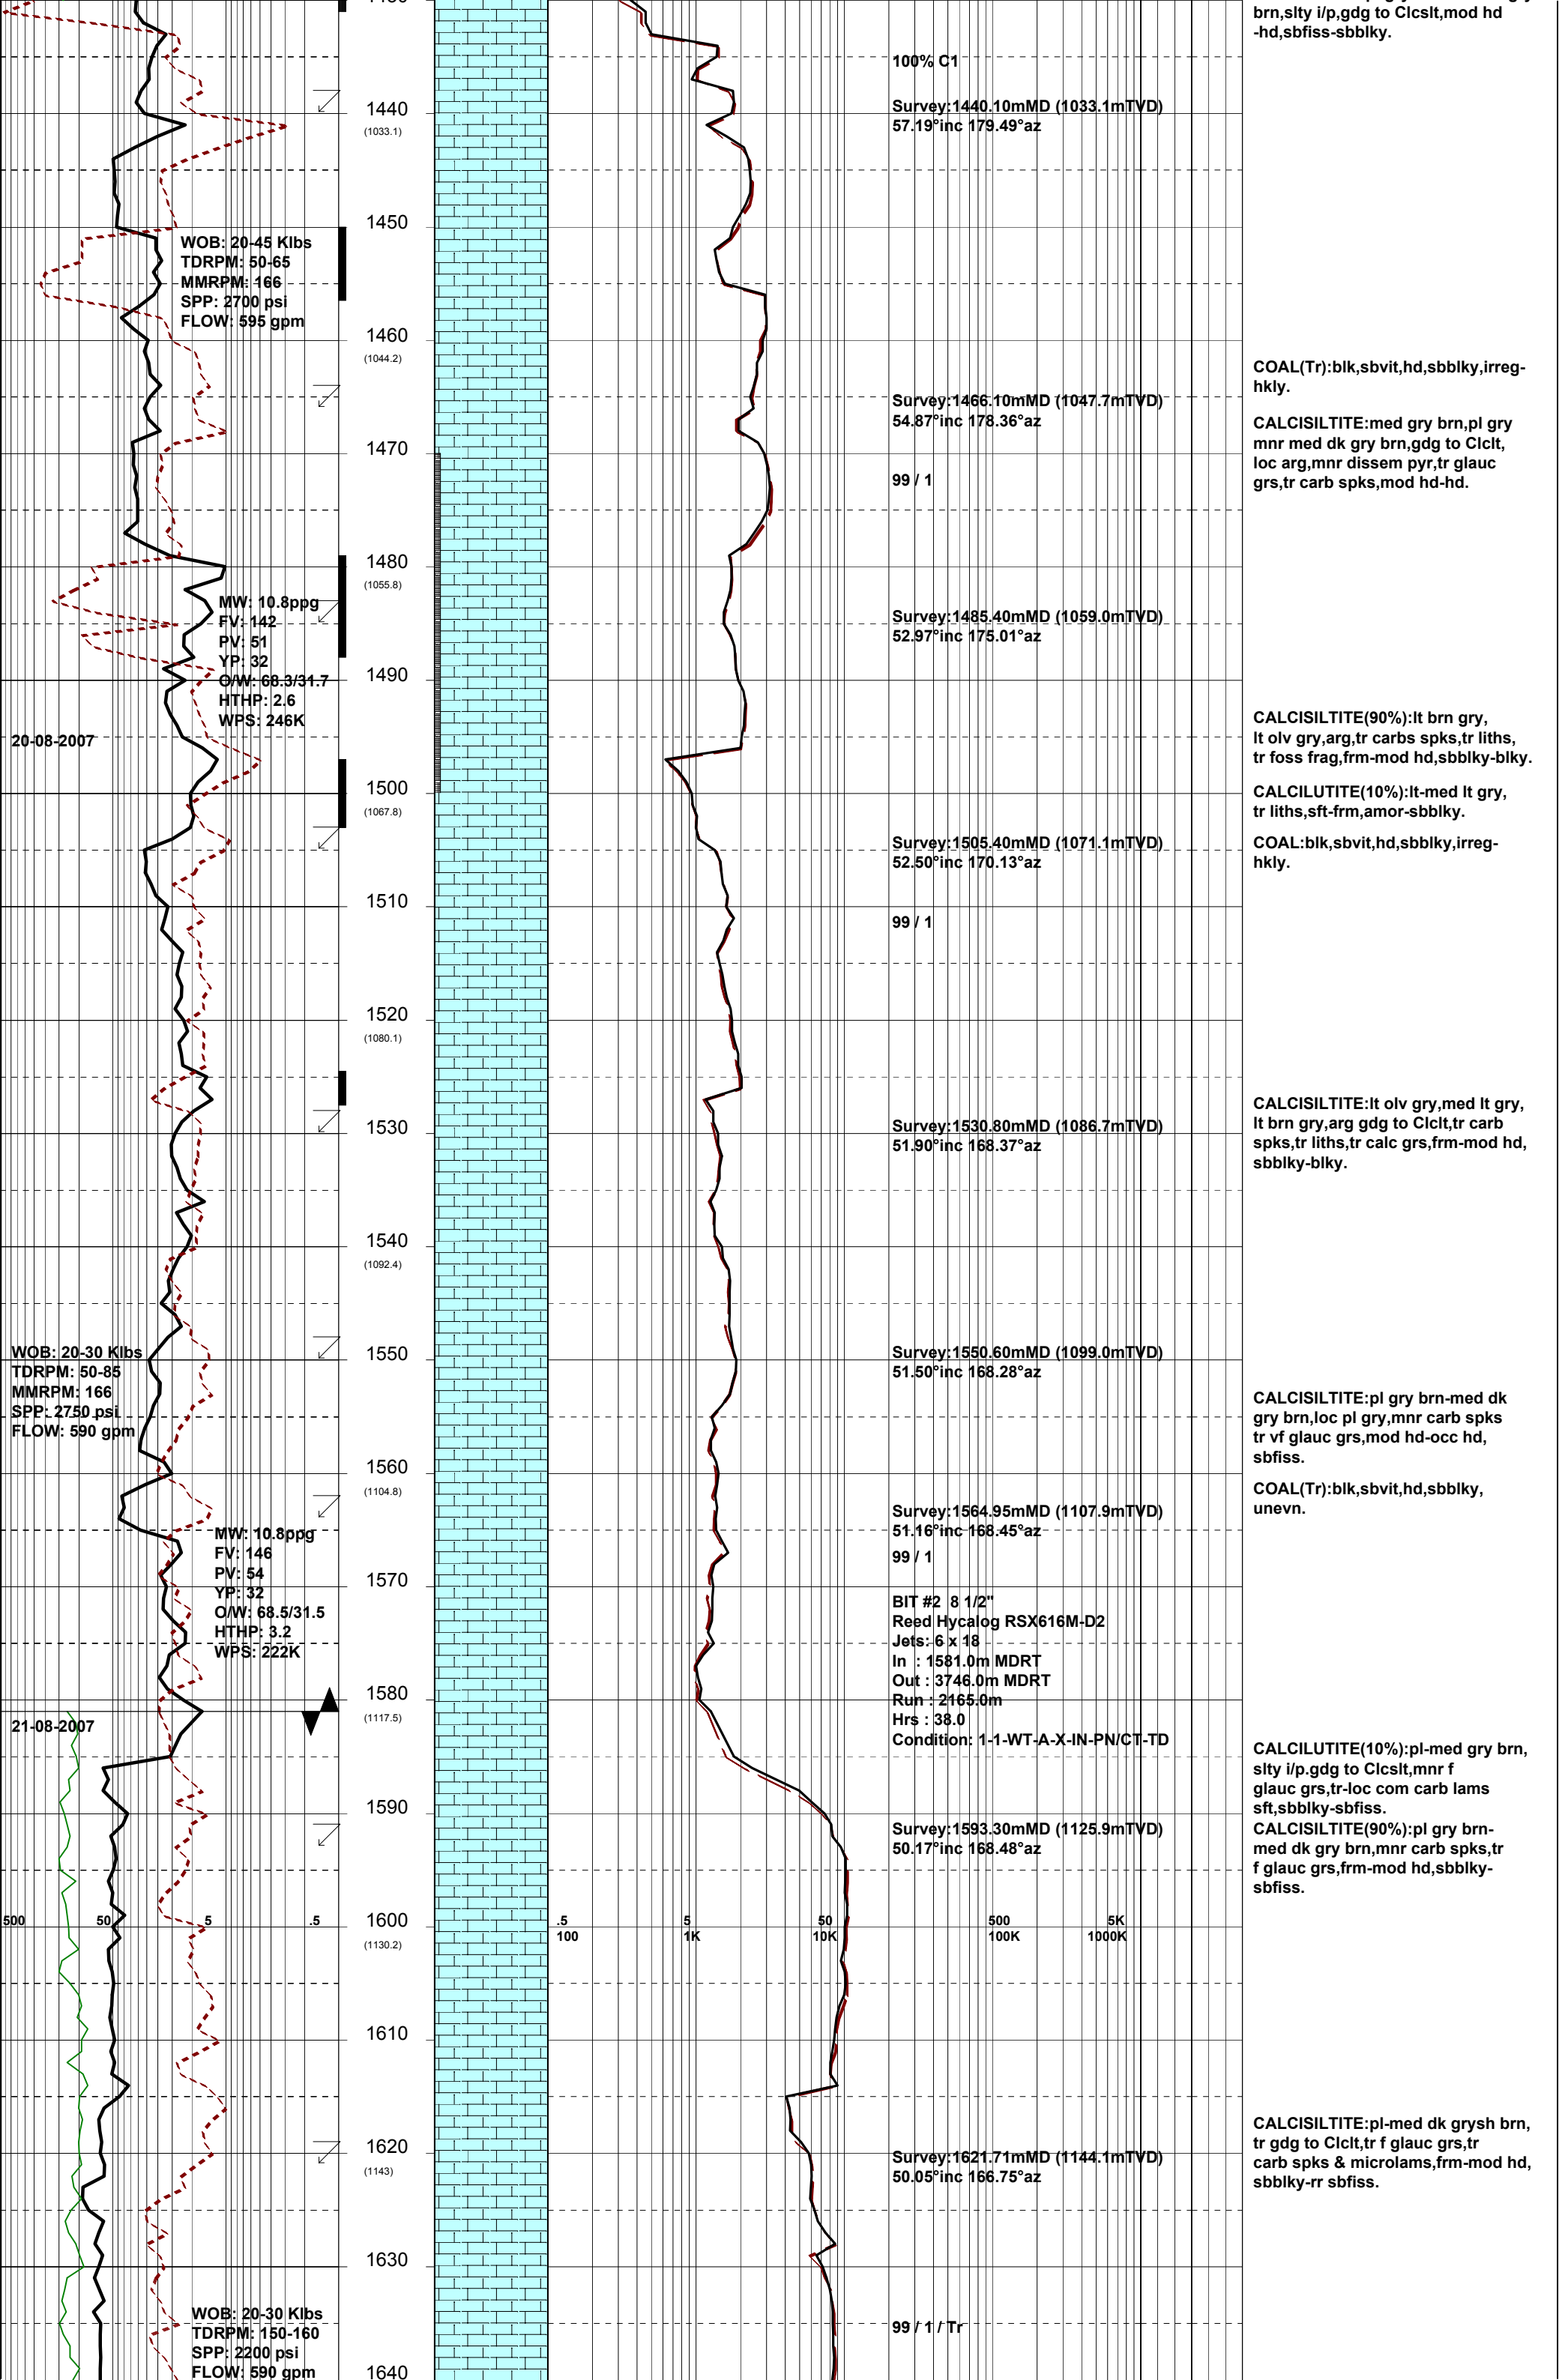 brn,slty i/p,gdg to Clcslt,mod hd
-hd,sbfiss-sbblky.
100% C1
1440
(1033.1)
Survey:1440.10mMD (1033.1mTVD)
57.19°inc 179.49°az
1450
WOB: 20-45 Klbs
TDRPM: 50-65
MMRPM: 166
SPP: 2700 psi
FLOW: 595 gpm
1460
(1044.2)
COAL(Tr):blk,sbvit,hd,sbblky,irreg-
hkly.
Survey:1466.10mMD (1047.7mTVD)
54.87°inc 178.36°az
CALCISILTITE:med gry brn,pl gry
mnr med dk gry brn,gdg to Clclt,
loc arg,mnr dissem pyr,tr glauc
grs,tr carb spks,mod hd-hd.
1470
99 / 1
1480
(1055.8)
MW: 10.8ppg
FV: 142
PV: 51
YP: 32
O/W: 68.3/31.7
HTHP: 2.6
WPS: 246K
Survey:1485.40mMD (1059.0mTVD)
52.97°inc 175.01°az
1490
20-08-2007
CALCISILTITE(90%):lt brn gry,
lt olv gry,arg,tr carbs spks,tr liths,
tr foss frag,frm-mod hd,sbblky-blky.
1500
(1067.8)
CALCILUTITE(10%):lt-med lt gry,
tr liths,sft-frm,amor-sbblky.
Survey:1505.40mMD (1071.1mTVD)
52.50°inc 170.13°az
COAL:blk,sbvit,hd,sbblky,irreg-
hkly.
1510
99 / 1
1520
(1080.1)
1530
Survey:1530.80mMD (1086.7mTVD)
51.90°inc 168.37°az
CALCISILTITE:lt olv gry,med lt gry,
lt brn gry,arg gdg to Clclt,tr carb
spks,tr liths,tr calc grs,frm-mod hd,
sbblky-blky.
1540
(1092.4)
WOB: 20-30 Klbs
TDRPM: 50-85
MMRPM: 166
SPP: 2750 psi
FLOW: 590 gpm
1550
Survey:1550.60mMD (1099.0mTVD)
51.50°inc 168.28°az
CALCISILTITE:pl gry brn-med dk
gry brn,loc pl gry,mnr carb spks
tr vf glauc grs,mod hd-occ hd,
sbfiss.
1560
(1104.8)
COAL(Tr):blk,sbvit,hd,sbblky,
unevn.
Survey:1564.95mMD (1107.9mTVD)
51.16°inc 168.45°az
99 / 1
MW: 10.8ppg
FV: 146
PV: 54
YP: 32
O/W: 68.5/31.5
HTHP: 3.2
WPS: 222K
1570
BIT #2 8 1/2"
Reed Hycalog RSX616M-D2
Jets: 6 x 18
In : 1581.0m MDRT
Out : 3746.0m MDRT
Run : 2165.0m
Hrs : 38.0
Condition: 1-1-WT-A-X-IN-PN/CT-TD
1580
(1117.5)
21-08-2007
CALCILUTITE(10%):pl-med gry brn,
slty i/p.gdg to Clcslt,mnr f
glauc grs,tr-loc com carb lams
sft,sbblky-sbfiss.
CALCISILTITE(90%):pl gry brn-
med dk gry brn,mnr carb spks,tr
f glauc grs,frm-mod hd,sbblky-
sbfiss.
1590
Survey:1593.30mMD (1125.9mTVD)
50.17°inc 168.48°az
500 50 5 .5
1600
(1130.2)
.5 5 50 500 5K
100 1K 10K 100K 1000K
1610
1620
(1143)
Survey:1621.71mMD (1144.1mTVD)
50.05°inc 166.75°az
CALCISILTITE:pl-med dk grysh brn,
tr gdg to Clclt,tr f glauc grs,tr
carb spks & microlams,frm-mod hd,
sbblky-rr sbfiss.
1630
WOB: 20-30 Klbs
TDRPM: 150-160
SPP: 2200 psi
FLOW: 590 gpm
99 / 1 / Tr
1640